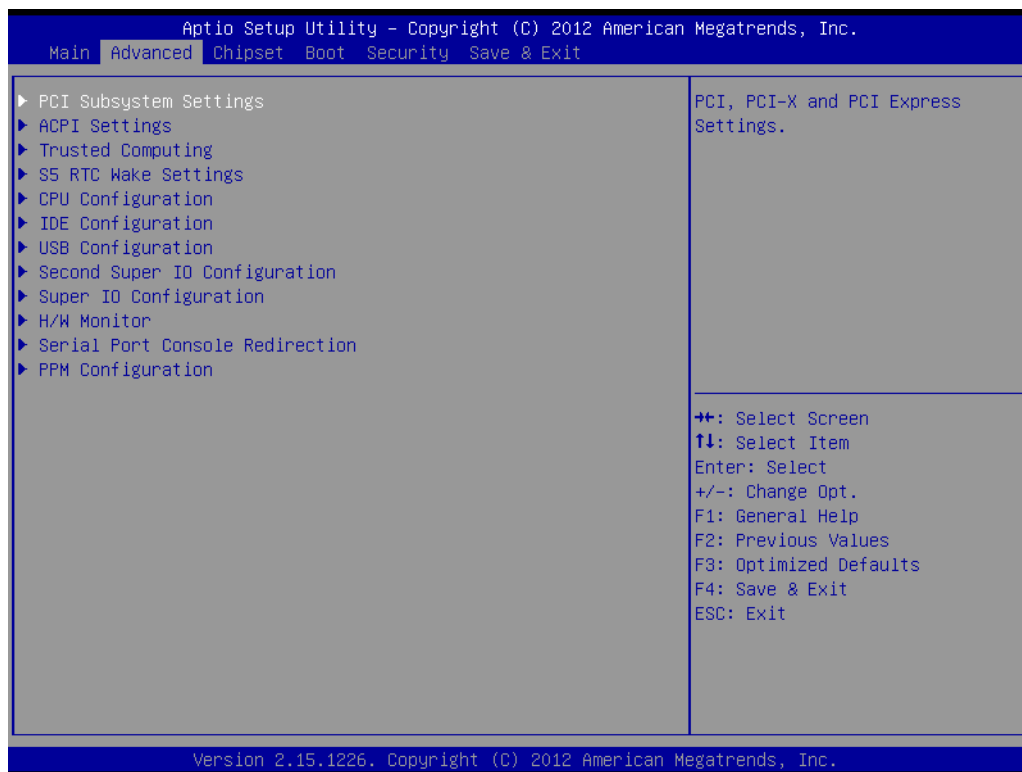 Aptio Setup Utility – Copyright (C) 2012 American Megatrends, Inc.
Main Advanced Chipset Boot Security Save & Exit
▶ PCI Subsystem Settings
▶ ACPI Settings
▶ Trusted Computing
▶ S5 RTC Wake Settings
▶ CPU Configuration
▶ IDE Configuration
▶ USB Configuration
▶ Second Super IO Configuration
▶ Super IO Configuration
▶ H/W Monitor
▶ Serial Port Console Redirection
▶ PPM Configuration
PCI, PCI-X and PCI Express
Settings.
→←: Select Screen
↑↓: Select Item
Enter: Select
+/-: Change Opt.
F1: General Help
F2: Previous Values
F3: Optimized Defaults
F4: Save & Exit
ESC: Exit
Version 2.15.1226. Copyright (C) 2012 American Megatrends, Inc.